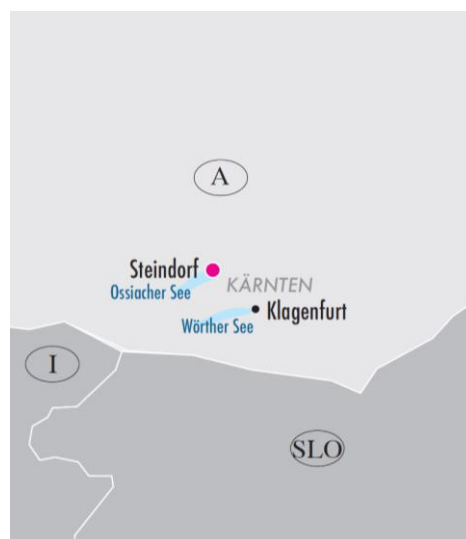 A
Steindorf
Ossiacher See
KÄRNTEN
Klagenfurt
Wörther See
I
SLO